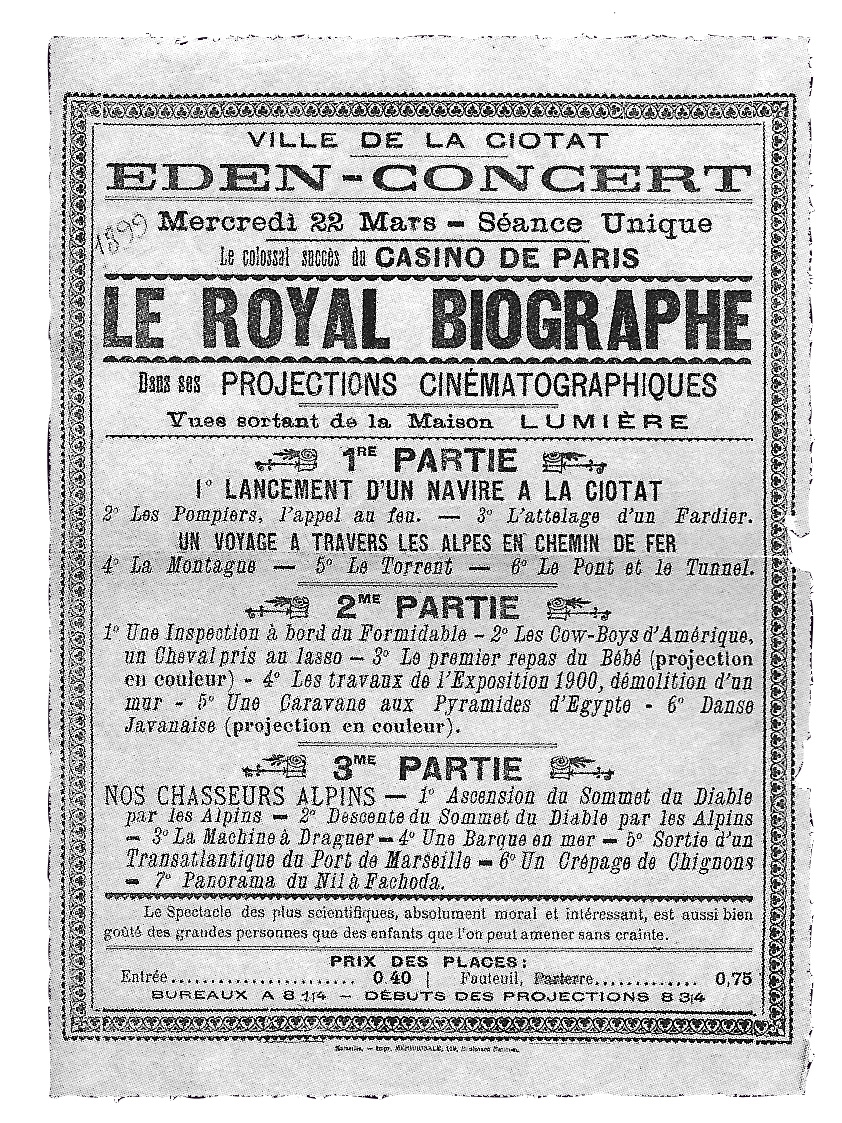 VILLE DE LA CIOTAT
EDEN-CONCERT
Mercredi 22 Mars - Séance Unique
1899
Le colossal succès du CASINO DE PARIS
LE ROYAL BIOGRAPHE
Dans ses PROJECTIONS CINÉMATOGRAPHIQUES
Vues sortant de la Maison LUMIÈRE
1RE PARTIE
1° LANCEMENT D'UN NAVIRE A LA CIOTAT
2° Les Pompiers, l'appel au feu. — 3° L'attelage d'un Fardier.
UN VOYAGE A TRAVERS LES ALPES EN CHEMIN DE FER
4° La Montagne — 5° Le Torrent — 6° Le Pont et le Tunnel.
2ME PARTIE
1° Une Inspection à bord du Formidable - 2° Les Cow-Boys d'Amérique,
un Cheval pris au lasso — 3° Le premier repas du Bébé (projection
en couleur) - 4° Les travaux de l'Exposition 1900, démolition d'un
mur - 5° Une Caravane aux Pyramides d'Egypte - 6° Danse
Javanaise (projection en couleur).
3ME PARTIE
NOS CHASSEURS ALPINS — 1° Ascension du Sommet du Diable
par les Alpins — 2° Descente du Sommet du Diable par les Alpins
— 3° La Machine à Draguer — 4° Une Barque en mer — 5° Sortie d'un
Transatlantique du Port de Marseille — 6° Un Crépage de Chignons
— 7° Panorama du Nil à Fachoda.
Le Spectacle des plus scientifiques, absolument moral et intéressant, est aussi bien
goûté des grandes personnes que des enfants que l'on peut amener sans crainte.
PRIX DES PLACES:
Entrée...................... 0.40 | Fauteuil, Parterre............. 0,75
BUREAUX A 8 1/4 — DÉBUTS DES PROJECTIONS 8 3/4
Marseille. — Impr. MÉRIDIONALE,